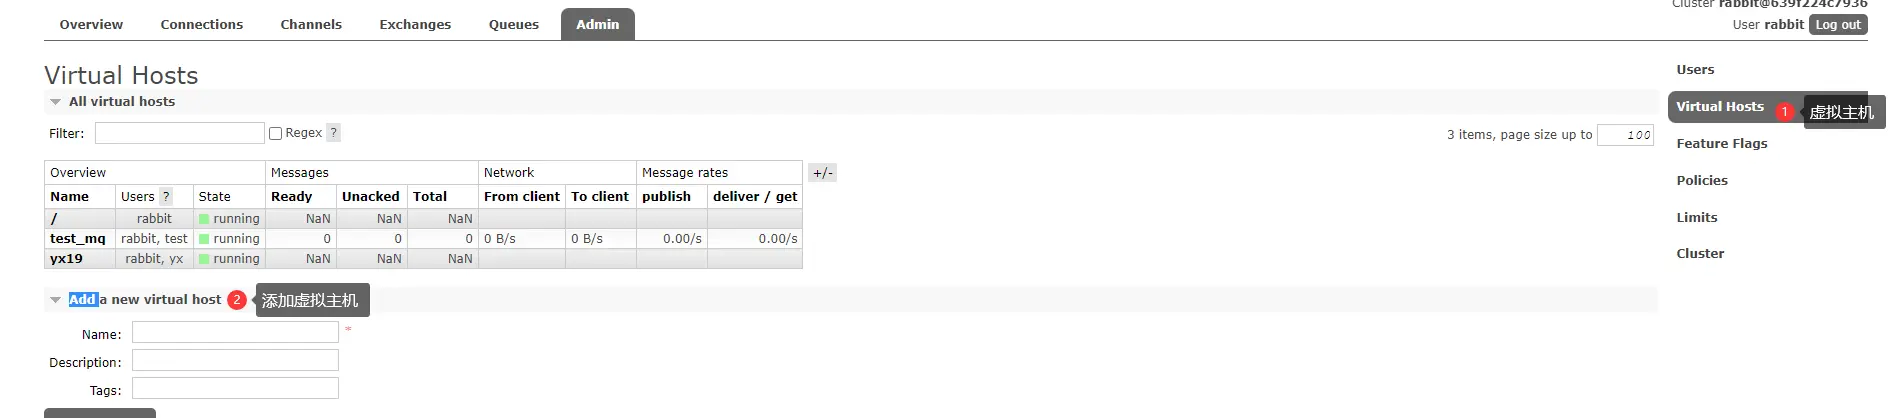 Cluster rabbit@639f224c7936
Overview Connections Channels Exchanges Queues Admin
User rabbit Log out
Virtual Hosts
All virtual hosts
Filter: Regex ?
3 items, page size up to 100
Overview Messages Network Message rates +/-
Name Users ? State Ready Unacked Total From client To client publish deliver / get
/ rabbit running NaN NaN NaN
test_mq rabbit, test running 0 0 0 0 B/s 0 B/s 0.00/s 0.00/s
yx19 rabbit, yx running NaN NaN NaN
Add a new virtual host 2 添加虚拟主机
Name: *
Description:
Tags:
Users
Virtual Hosts 1 虚拟主机
Feature Flags
Policies
Limits
Cluster